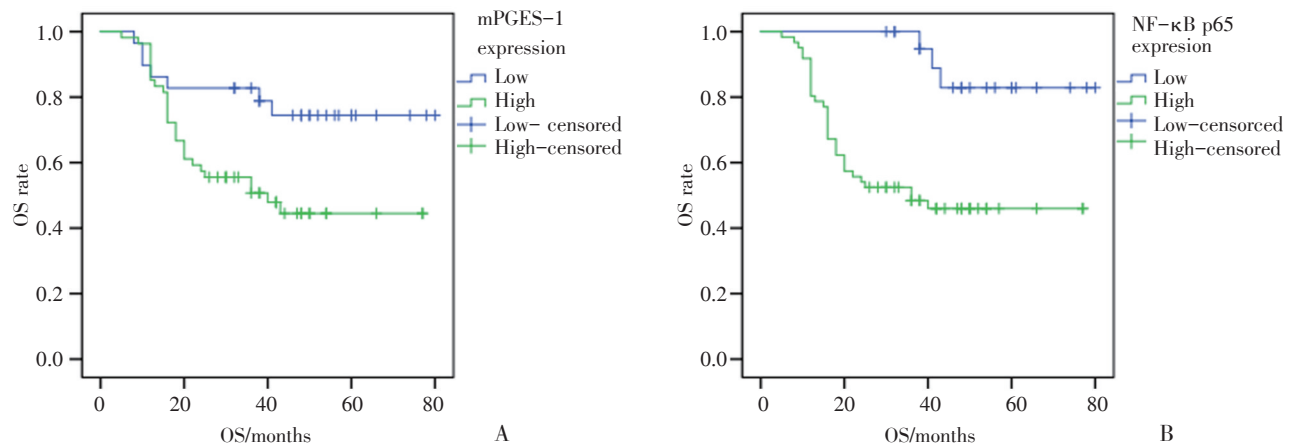 mPGES-1
expression
Low
High
Low- censored
High-censored
1.0
0.8
0.6
0.4
0.2
0.0
OS rate
0 20 40 60 80
OS/months
A
NF-κB p65
expresion
Low
High
Low-censorced
High-censored
1.0
0.8
0.6
0.4
0.2
0.0
OS rate
0 20 40 60 80
OS/months
B